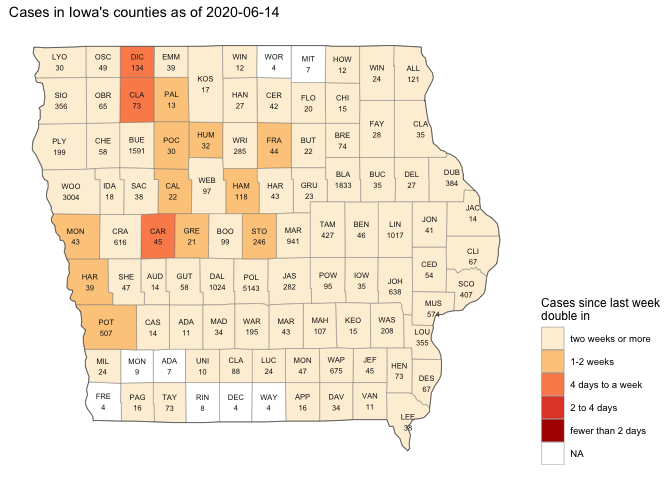 Cases in Iowa's counties as of 2020-06-14
LYO OSC DIC EMM WIN WOR MIT HOW
30 49 134 39 12 4 7 12
KOS WIN ALL
17 24 121
SIO OBR CLA PAL HAN CER FLO CHI
356 65 73 13 27 42 20 15
FAY CLA
28 35
PLY CHE BUE POC HUM WRI FRA BUT BRE
199 58 1591 30 32 285 44 22 74
WOO IDA SAC CAL WEB HAM HAR GRU BLA BUC DEL DUB
3004 18 38 22 97 118 43 23 1833 35 27 384
JAC
14
MON CRA CAR GRE BOO STO MAR TAM BEN LIN JON
43 616 45 21 99 246 941 427 46 1017 41
CLI
67
HAR SHE AUD GUT DAL POL JAS POW IOW JOH CED SCO
39 47 14 58 1024 5143 282 95 35 638 54 407
MUS
574
POT CAS ADA MAD WAR MAR MAH KEO WAS LOU
507 14 11 34 195 43 107 15 208 355
MIL MON ADA UNI CLA LUC MON WAP JEF HEN DES
24 9 7 10 88 24 47 675 45 73 67
FRE PAG TAY RIN DEC WAY APP DAV VAN LEE
4 16 73 8 4 4 16 34 11 38
Cases since last week
double in
two weeks or more
1-2 weeks
4 days to a week
2 to 4 days
fewer than 2 days
NA